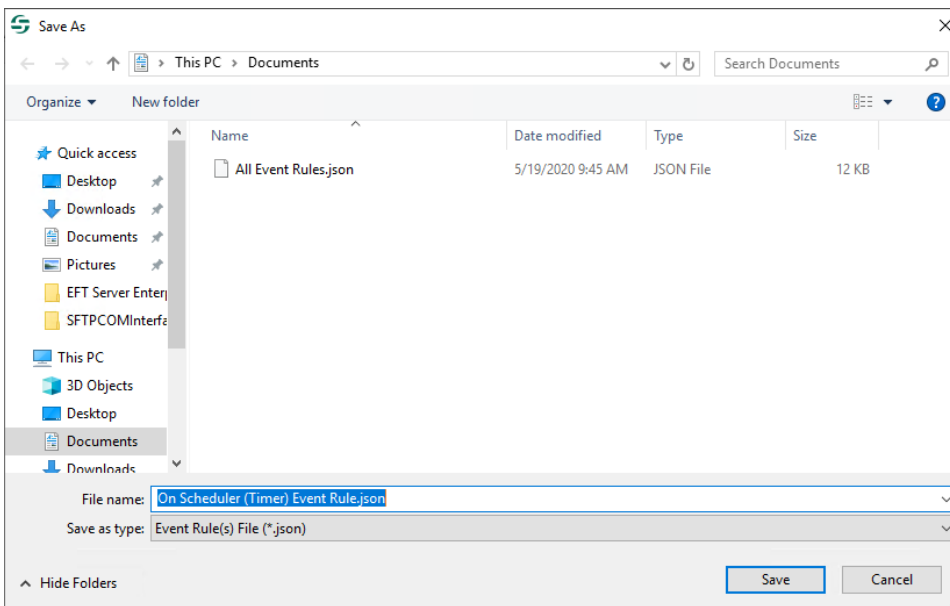 Save As
This PC > Documents
Search Documents
Organize
New folder
Name
Date modified
Type
Size
Quick access
Desktop
Downloads
Documents
Pictures
EFT Server Enterp
SFTPCOMInterfa
This PC
3D Objects
Desktop
Documents
Downloads
All Event Rules.json
5/19/2020 9:45 AM
JSON File
12 KB
File name:
On Scheduler (Timer) Event Rule.json
Save as type:
Event Rule(s) File (*.json)
Hide Folders
Save
Cancel